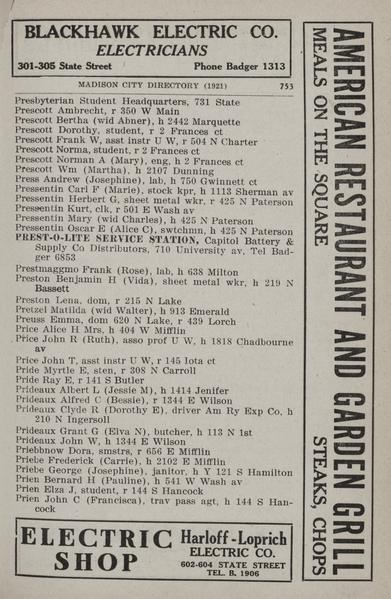 BLACKHAWK ELECTRIC CO.
ELECTRICIANS
301-305 State Street Phone Badger 1313
MADISON CITY DIRECTORY (1921) 753
Presbyterian Student Headquarters, 731 State
Prescott Ambrecht, r 350 W Main
Prescott Bertha (wid Abner), h 2442 Marquette
Prescott Dorothy, student, r 2 Frances ct
Prescott Frank W, asst instr U W, r 504 N Charter
Prescott Norma, student, r 2 Frances ct
Prescott Norman A (Mary), eng, h 2 Frances ct
Prescott Wm (Martha), h 2107 Dunning
Press Andrew (Josephine), lab, h 750 Gwinnett ct
Pressentin Carl F (Marie), stock kpr, h 1113 Sherman av
Pressentin Herbert G, sheet metal wkr, r 425 N Paterson
Pressentin Kurt, clk, r 501 E Wash av
Pressentin Mary (wid Charles), h 425 N Paterson
Pressentin Oscar E (Alice C), swtchmn, h 425 N Paterson
PREST-O-LITE SERVICE STATION, Capitol Battery &
Supply Co Distributors, 710 University av, Tel Bad-
ger 6853
Prestmaggmo Frank (Rose), lab, h 638 Milton
Preston Benjamin H (Vida), sheet metal wkr, h 219 N
Bassett
Preston Lena, dom, r 215 N Lake
Pretzel Matilda (wid Walter), h 913 Emerald
Preuss Emma, dom 620 N Lake, r 439 Lorch
Price Alice H Mrs, h 404 W Mifflin
Price John R (Ruth), asso prof U W, h 1818 Chadbourne
av
Price John T, asst instr U W, r 145 Iota ct
Pride Myrtle E, sten, r 308 N Carroll
Pride Ray E, r 141 S Butler
Prideaux Albert L (Jessie M), h 1414 Jenifer
Prideaux Alfred C (Bessie), r 1344 E Wilson
Prideaux Clyde R (Dorothy E), driver Am Ry Exp Co, h
210 N Ingersoll
Prideaux Grant G (Elva N), butcher, h 113 N 1st
Prideaux John W, h 1344 E Wilson
Priebbnow Dora, smstrs, r 656 E Mifflin
Priebe Frederick (Carrie), h 2102 E Mifflin
Priebe George (Josephine), janitor, h Y 121 S Hamilton
Prien Bernard H (Pauline), h 541 W Wash av
Prien Elza J, student, r 144 S Hancock
Prien John C (Francisca), trav pass agt, h 144 S Han-
cock
ELECTRIC SHOP
Harloff-Loprich
ELECTRIC CO.
602-604 STATE STREET
TEL. B. 1906
AMERICAN RESTAURANT AND GARDEN GRILL
MEALS ON THE SQUARE STEAKS, CHOPS